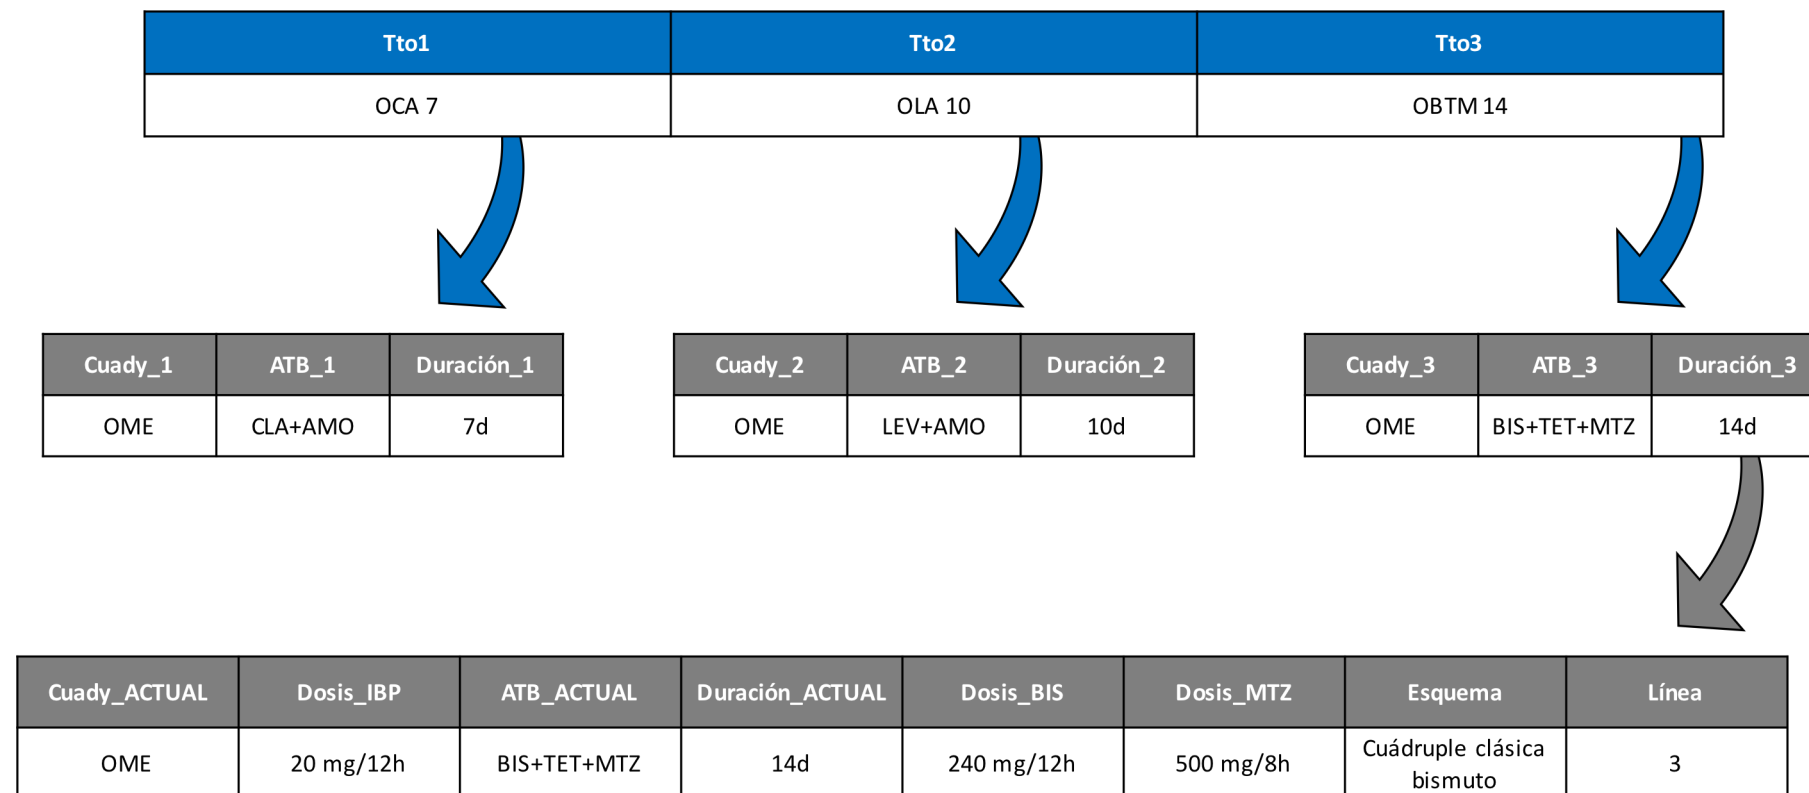 Tto1 Tto2 Tto3
OCA 7 OLA 10 OBTM 14
Cuady_1 ATB_1 Duración_1 Cuady_2 ATB_2 Duración_2 Cuady_3 ATB_3 Duración_3
OME CLA+AMO 7d OME LEV+AMO 10d OME BIS+TET+MTZ 14d
Cuady_ACTUAL Dosis_IBP ATB_ACTUAL Duración_ACTUAL Dosis_BIS Dosis_MTZ Esquema Línea
OME 20 mg/12h BIS+TET+MTZ 14d 240 mg/12h 500 mg/8h Cuádruple clásica 3
bismuto